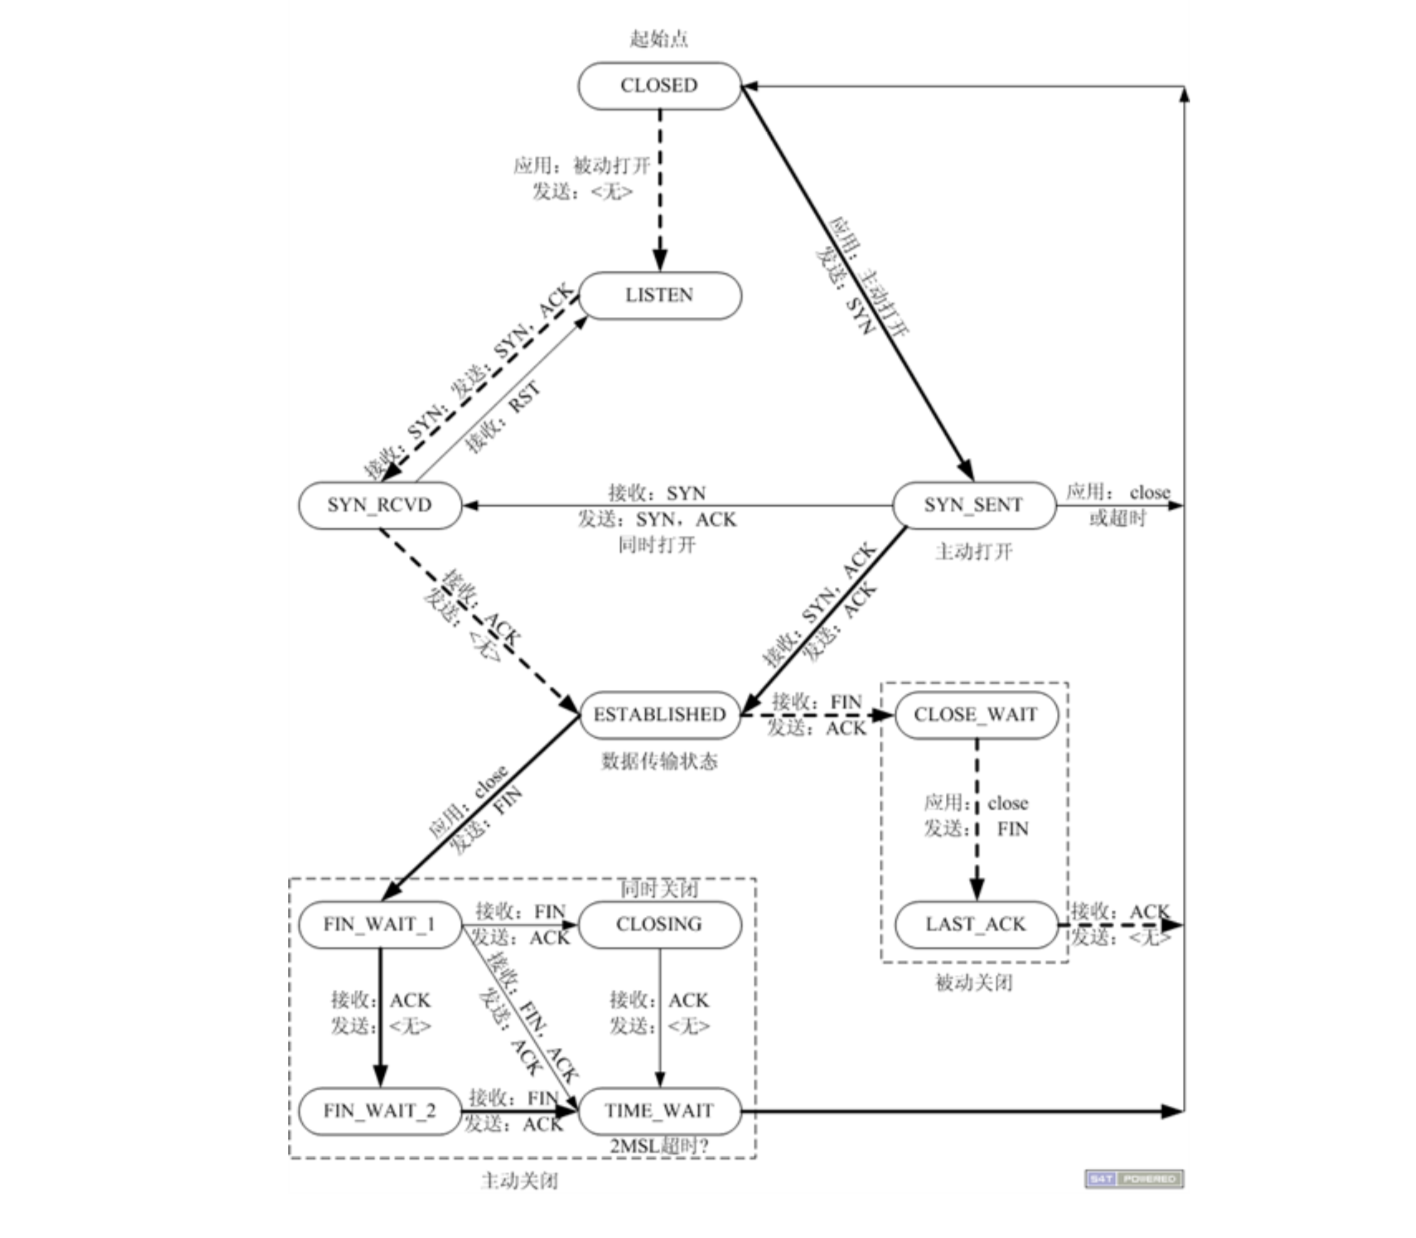 起始点
CLOSED
应用：被动打开
发送：<无>
应用：主动打开
发送：SYN
LISTEN
接收：SYN；发送：SYN，ACK
接收：RST
SYN_RCVD
接收：SYN
发送：SYN，ACK
同时打开
SYN_SENT
主动打开
应用： close
或超时
接收：ACK
发送：<无>
接收：SYN，ACK
发送：ACK
ESTABLISHED
数据传输状态
接收：FIN
发送：ACK
CLOSE_WAIT
应用： close
发送： FIN
LAST_ACK
接收：ACK
发送：<无>
被动关闭
应用：close
发送：FIN
同时关闭
FIN_WAIT_1
接收：FIN
发送：ACK
CLOSING
接收：ACK
发送：<无>
接收：FIN，ACK
发送：ACK
接收：ACK
发送：<无>
FIN_WAIT_2
接收：FIN
发送：ACK
TIME_WAIT
2MSL超时?
主动关闭
S4T POWERED